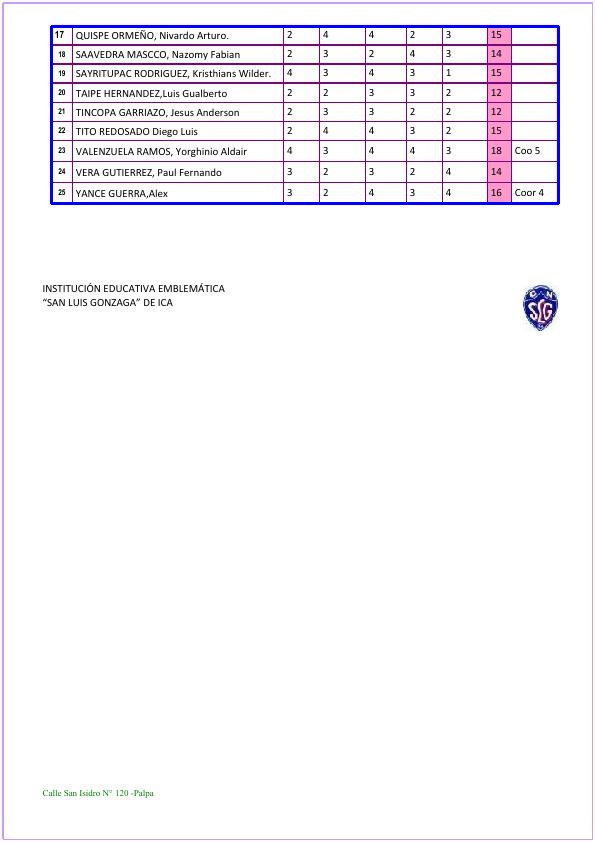 17 QUISPE ORMEÑO, Nivardo Arturo. 2 4 4 2 3 15
18 SAAVEDRA MASCCO, Nazomy Fabian 2 3 2 4 3 14
19 SAYRITUPAC RODRIGUEZ, Kristhians Wilder. 4 3 4 3 1 15
20 TAIPE HERNANDEZ,Luis Gualberto 2 2 3 3 2 12
21 TINCOPA GARRIAZO, Jesus Anderson 2 3 3 2 2 12
22 TITO REDOSADO Diego Luis 2 4 4 3 2 15
23 VALENZUELA RAMOS, Yorghinio Aldair 4 3 4 4 3 18 Coo 5
24 VERA GUTIERREZ, Paul Fernando 3 2 3 2 4 14
25 YANCE GUERRA,Alex 3 2 4 3 4 16 Coor 4
INSTITUCIÓN EDUCATIVA EMBLEMÁTICA
“SAN LUIS GONZAGA” DE ICA
C N
SLG
Calle San Isidro N° 120 -Palpa